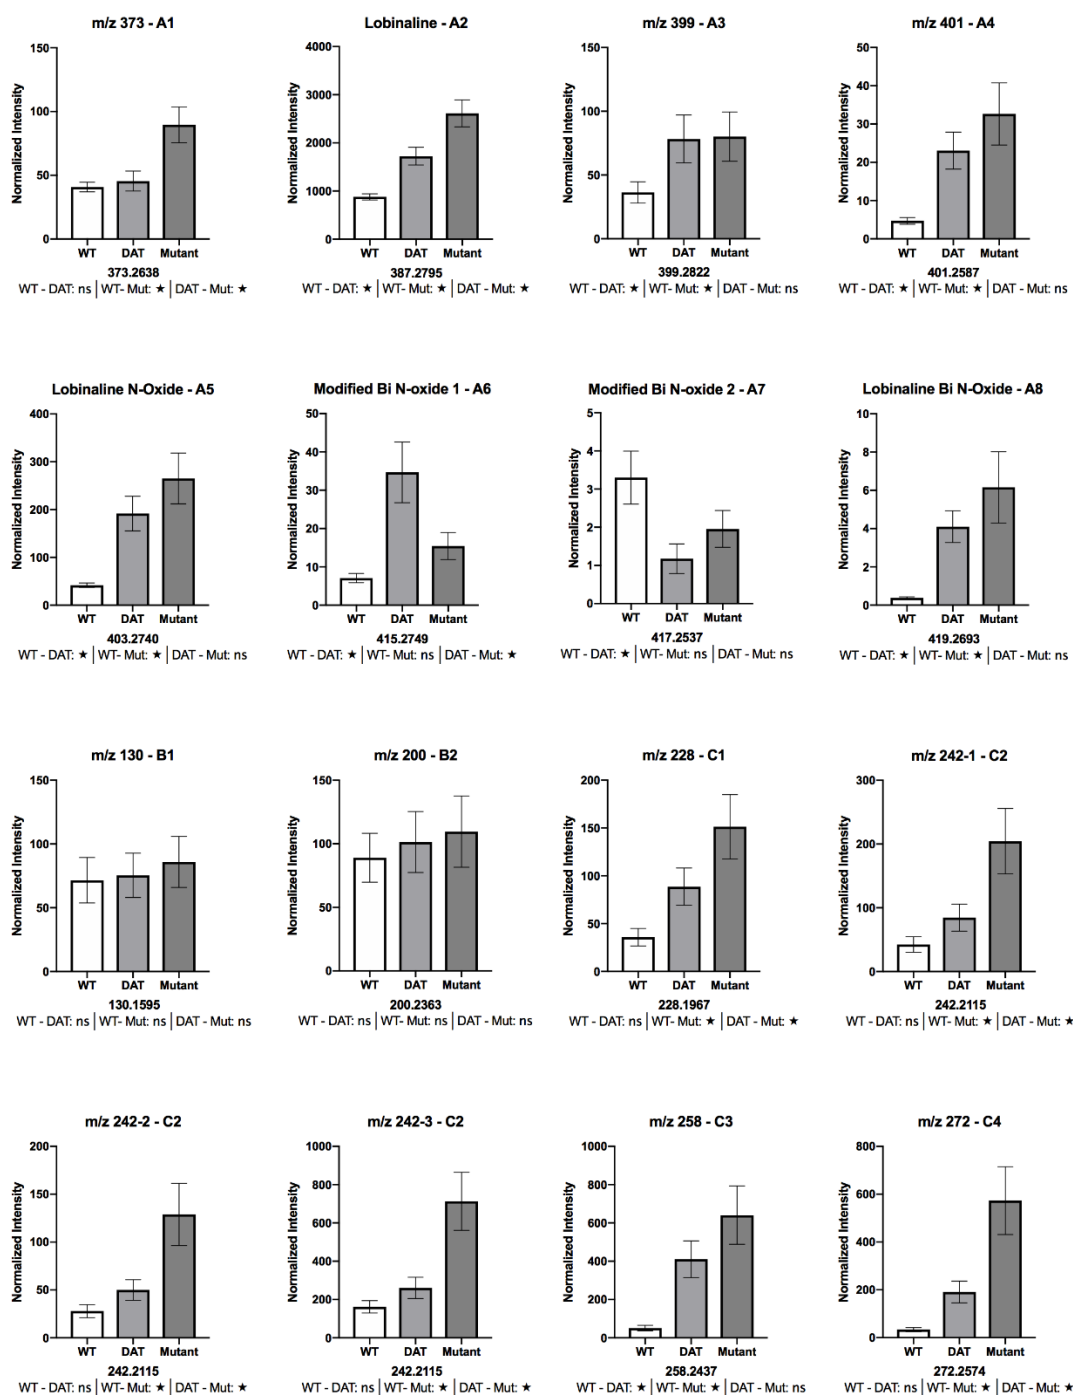 m/z 373 - A1
Normalized Intensity
150
100
50
0
WT DAT Mutant
373.2638
WT - DAT: ns | WT- Mut: ★ | DAT - Mut: ★
Lobinaline - A2
Normalized Intensity
4000
3000
2000
1000
0
WT DAT Mutant
387.2795
WT - DAT: ★ | WT- Mut: ★ | DAT - Mut: ★
m/z 399 - A3
Normalized Intensity
150
100
50
0
WT DAT Mutant
399.2822
WT - DAT: ★ | WT- Mut: ★ | DAT - Mut: ns
m/z 401 - A4
Normalized Intensity
50
40
30
20
10
0
WT DAT Mutant
401.2587
WT - DAT: ★ | WT- Mut: ★ | DAT - Mut: ns
Lobinaline N-Oxide - A5
Normalized Intensity
400
300
200
100
0
WT DAT Mutant
403.2740
WT - DAT: ★ | WT- Mut: ★ | DAT - Mut: ns
Modified Bi N-oxide 1 - A6
Normalized Intensity
50
40
30
20
10
0
WT DAT Mutant
415.2749
WT - DAT: ★ | WT- Mut: ns | DAT - Mut: ★
Modified Bi N-oxide 2 - A7
Normalized Intensity
5
4
3
2
1
0
WT DAT Mutant
417.2537
WT - DAT: ★ | WT- Mut: ns | DAT - Mut: ns
Lobinaline Bi N-Oxide - A8
Normalized Intensity
10
8
6
4
2
0
WT DAT Mutant
419.2693
WT - DAT: ★ | WT- Mut: ★ | DAT - Mut: ns
m/z 130 - B1
Normalized Intensity
150
100
50
0
WT DAT Mutant
130.1595
WT - DAT: ns | WT- Mut: ns | DAT - Mut: ns
m/z 200 - B2
Normalized Intensity
150
100
50
0
WT DAT Mutant
200.2363
WT - DAT: ns | WT- Mut: ns | DAT - Mut: ns
m/z 228 - C1
Normalized Intensity
200
150
100
50
0
WT DAT Mutant
228.1967
WT - DAT: ns | WT- Mut: ★ | DAT - Mut: ★
m/z 242-1 - C2
Normalized Intensity
300
200
100
0
WT DAT Mutant
242.2115
WT - DAT: ns | WT- Mut: ★ | DAT - Mut: ★
m/z 242-2 - C2
Normalized Intensity
200
150
100
50
0
WT DAT Mutant
242.2115
WT - DAT: ns | WT- Mut: ★ | DAT - Mut: ★
m/z 242-3 - C2
Normalized Intensity
1000
800
600
400
200
0
WT DAT Mutant
242.2115
WT - DAT: ns | WT- Mut: ★ | DAT - Mut: ★
m/z 258 - C3
Normalized Intensity
1000
800
600
400
200
0
WT DAT Mutant
258.2437
WT - DAT: ★ | WT- Mut: ★ | DAT - Mut: ns
m/z 272 - C4
Normalized Intensity
800
600
400
200
0
WT DAT Mutant
272.2574
WT - DAT: ns | WT- Mut: ★ | DAT - Mut: ★